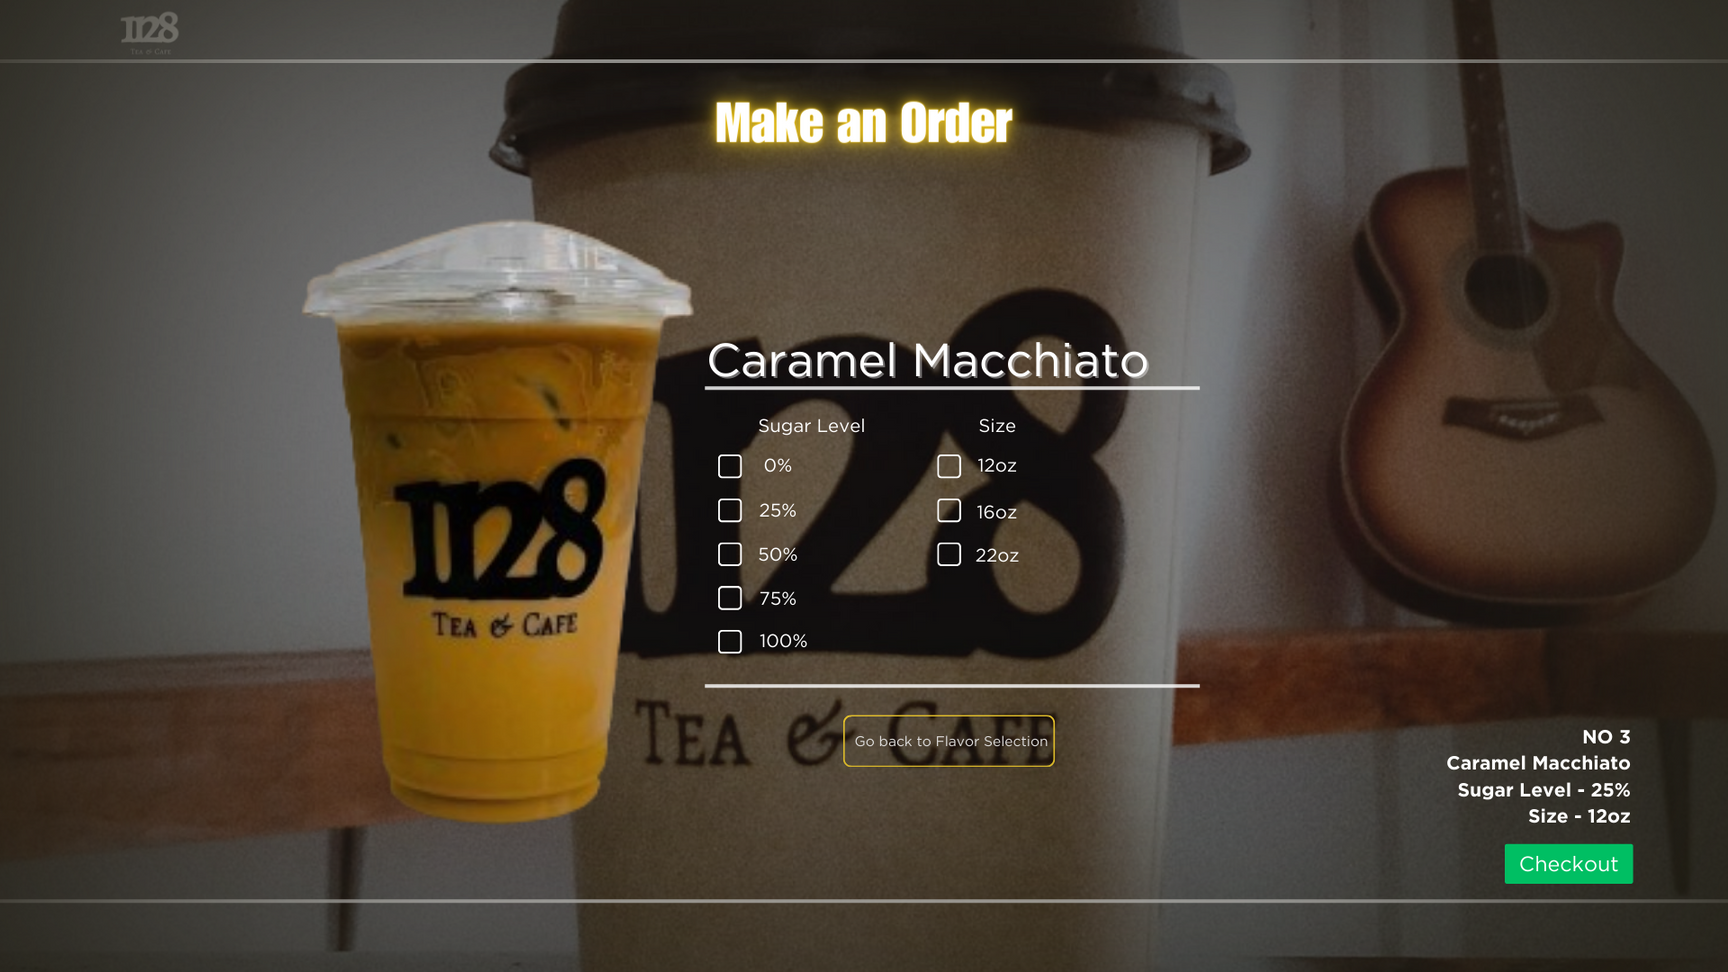 1128
TEA & CAFE
Make an Order
Caramel Macchiato
Sugar Level Size
0% 12oz
25% 16oz
50% 22oz
75%
100%
1128
TEA & CAFE
1128
TEA & CAFE
Go back to Flavor Selection
NO 3
Caramel Macchiato
Sugar Level - 25%
Size - 12oz
Checkout